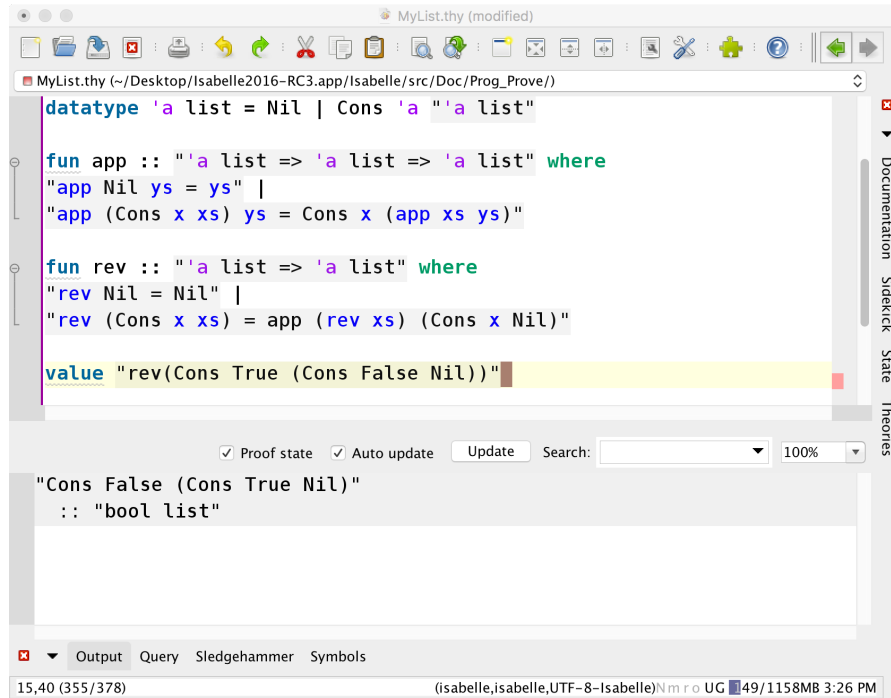 MyList.thy (modified)
MyList.thy (~/Desktop/Isabelle2016-RC3.app/Isabelle/src/Doc/Prog_Prove/)
datatype 'a list = Nil | Cons 'a "'a list"
fun app :: "'a list => 'a list => 'a list" where
"app Nil ys = ys" |
"app (Cons x xs) ys = Cons x (app xs ys)"
fun rev :: "'a list => 'a list" where
"rev Nil = Nil" |
"rev (Cons x xs) = app (rev xs) (Cons x Nil)"
value "rev(Cons True (Cons False Nil))"
Documentation
Sidekick
State
Theories
Proof state Auto update Update Search: 100%
"Cons False (Cons True Nil)"
:: "bool list"
Output Query Sledgehammer Symbols
15,40 (355/378) (isabelle,isabelle,UTF-8-Isabelle)N m r o UG 149/1158MB 3:26 PM